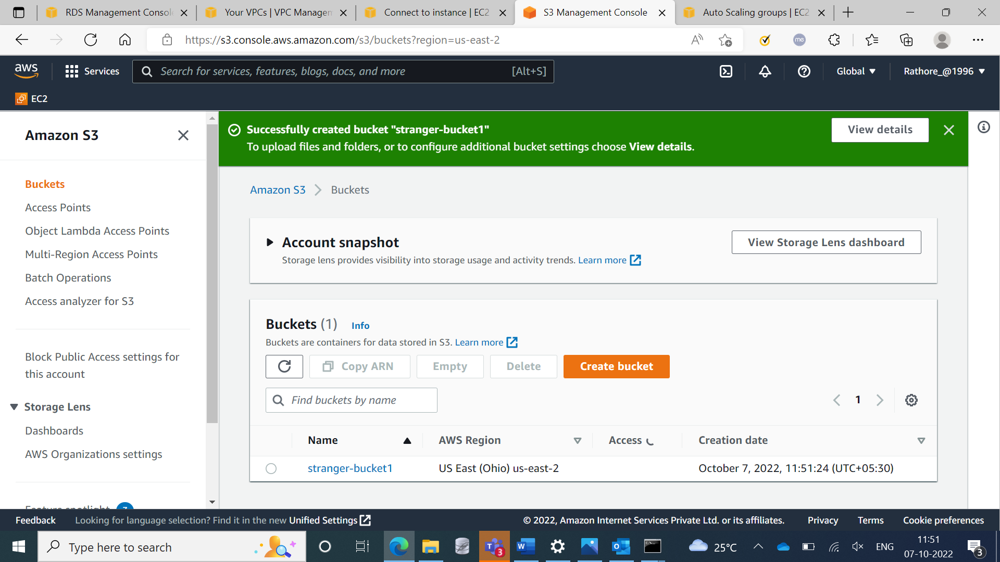 RDS Management Consol
Your VPCs | VPC Managem
Connect to instance | EC2
S3 Management Console
Auto Scaling groups | EC2
https://s3.console.aws.amazon.com/s3/buckets?region=us-east-2
me
aws
Services
Search for services, features, blogs, docs, and more
[Alt+S]
Global
Rathore_@1996
EC2
Amazon S3
Buckets
Access Points
Object Lambda Access Points
Multi-Region Access Points
Batch Operations
Access analyzer for S3
Block Public Access settings for
this account
Storage Lens
Dashboards
AWS Organizations settings
Feature spotlight
Successfully created bucket "stranger-bucket1"
To upload files and folders, or to configure additional bucket settings choose View details.
View details
Amazon S3
Buckets
Account snapshot
Storage lens provides visibility into storage usage and activity trends. Learn more
View Storage Lens dashboard
Buckets (1)
Info
Buckets are containers for data stored in S3. Learn more
Copy ARN
Empty
Delete
Create bucket
Find buckets by name
1
Name
AWS Region
Access
Creation date
stranger-bucket1
US East (Ohio) us-east-2
October 7, 2022, 11:51:24 (UTC+05:30)
Feedback
Looking for language selection? Find it in the new Unified Settings
© 2022, Amazon Internet Services Private Ltd. or its affiliates.
Privacy
Terms
Cookie preferences
Type here to search
T
3
W
O
C:\
25°C
ENG
11:51
07-10-2022
3